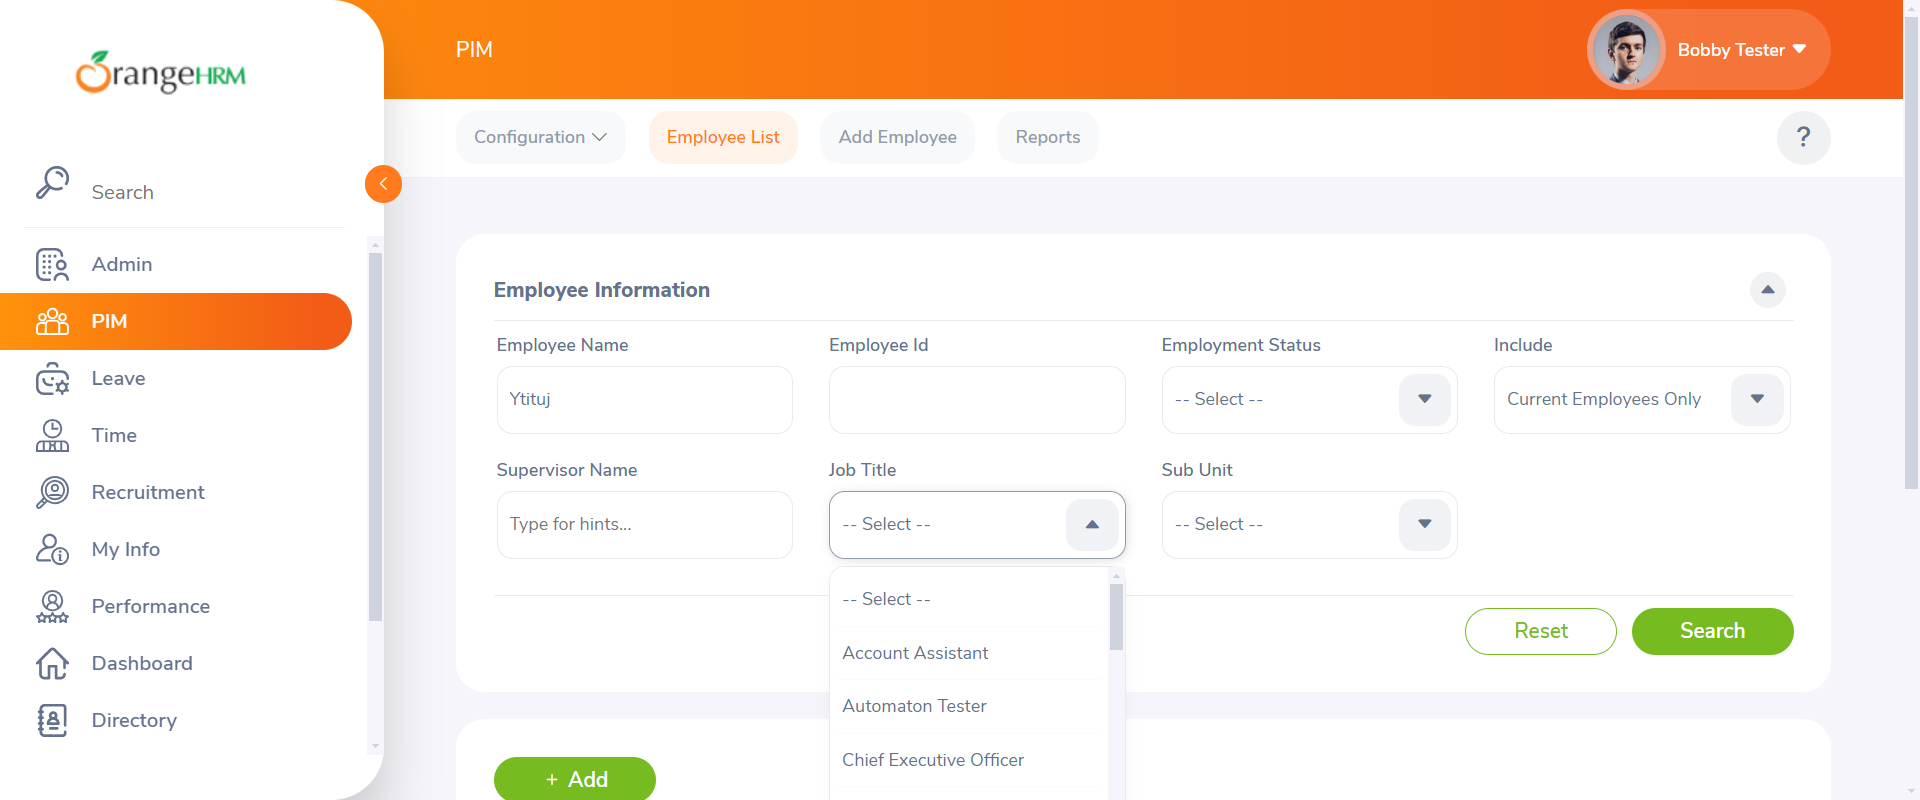 OrangeHRM
PIM
Bobby Tester
Configuration
Employee List
Add Employee
Reports
?
Search
Admin
PIM
Leave
Time
Recruitment
My Info
Performance
Dashboard
Directory
Employee Information
Employee Name
Employee Id
Employment Status
Include
Ytituj
-- Select --
Current Employees Only
Supervisor Name
Job Title
Sub Unit
Type for hints...
-- Select --
-- Select --
-- Select --
Account Assistant
Automaton Tester
Chief Executive Officer
Reset
Search
+ Add